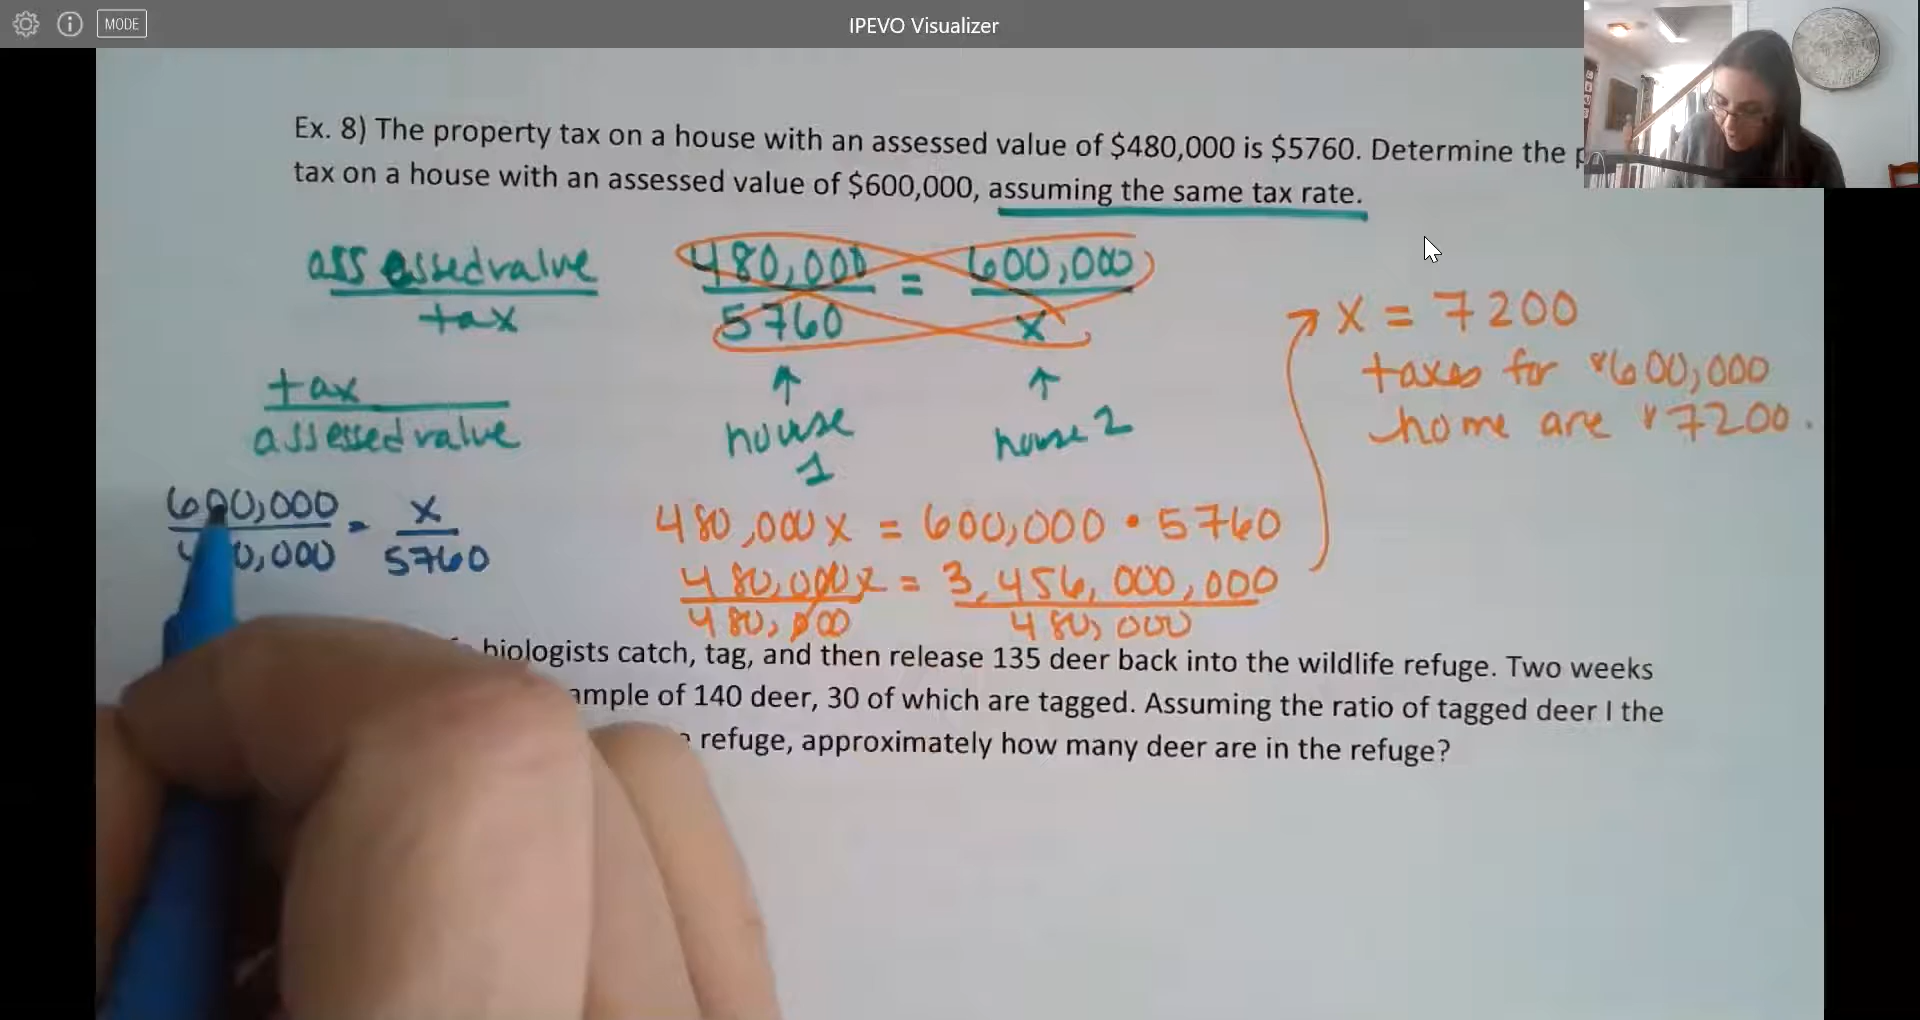 MODE
IPEVO Visualizer
Ex. 8) The property tax on a house with an assessed value of $480,000 is $5760. Determine the
tax on a house with an assessed value of $600,000, assuming the same tax rate.
assessed value
tax
480,000
5760
=
600,000
x
tax
assessed value
↑
house
1
↑
house 2
x = 7200
taxes for $600,000
home are $7200.
600,000
0,000
=
x
5760
480,000x = 600,000 · 5760
480,000x = 3,456,000,000
480,000 480,000
biologists catch, tag, and then release 135 deer back into the wildlife refuge. Two weeks
of 140 deer, 30 of which are tagged. Assuming the ratio of tagged deer I the
refuge, approximately how many deer are in the refuge?